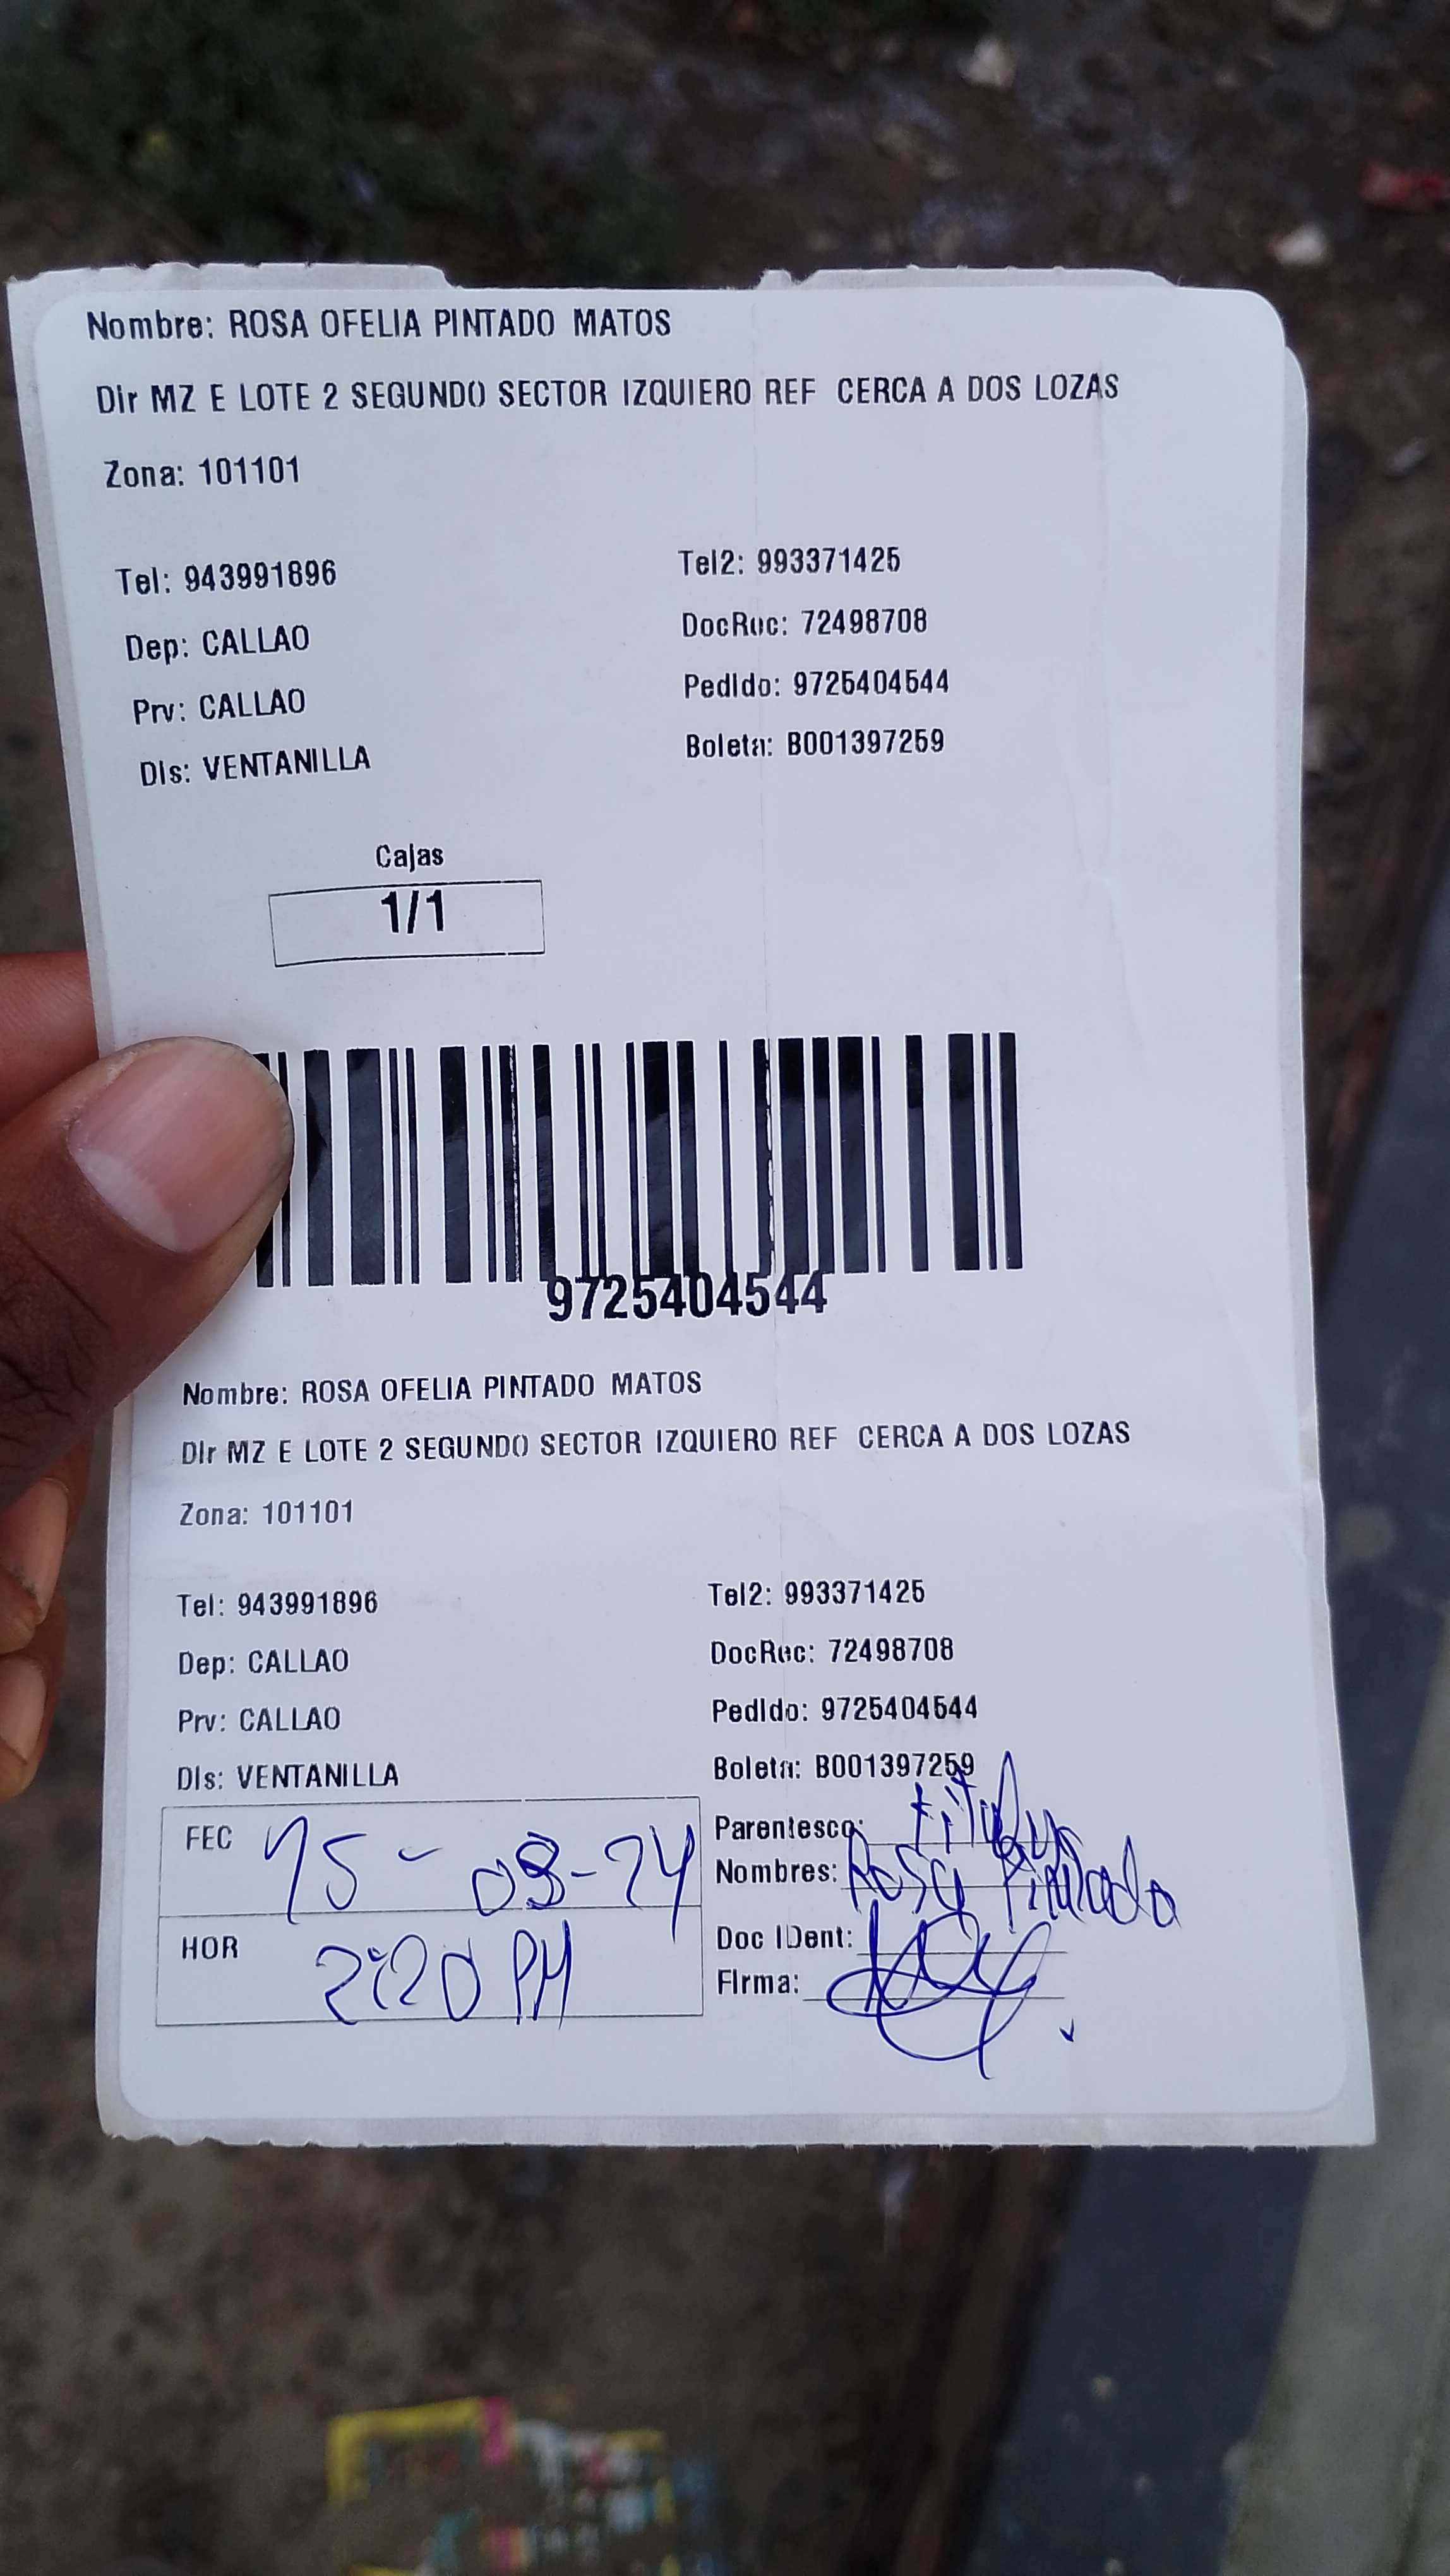 Nombre: ROSA OFELIA PINTADO MATOS
Dir MZ E LOTE 2 SEGUNDO SECTOR IZQUIERO REF CERCA A DOS LOZAS
Zona: 101101
Tel: 943991896 Tel2: 993371425
Dep: CALLAO DocRec: 72498708
Prv: CALLAO Pedido: 9725404544
Dis: VENTANILLA Boleta: B001397259
Cajas
1/1
9725404544
Nombre: ROSA OFELIA PINTADO MATOS
Dir MZ E LOTE 2 SEGUNDO SECTOR IZQUIERO REF CERCA A DOS LOZAS
Zona: 101101
Tel: 943991896 Tel2: 993371425
Dep: CALLAO DocRec: 72498708
Prv: CALLAO Pedido: 9725404544
Dis: VENTANILLA Boleta: B001397259
FEC 15-08-24 Parentesco: titular
Nombres: Rosa Pintado
HOR 2:20 PM Doc IDent:
Firma: